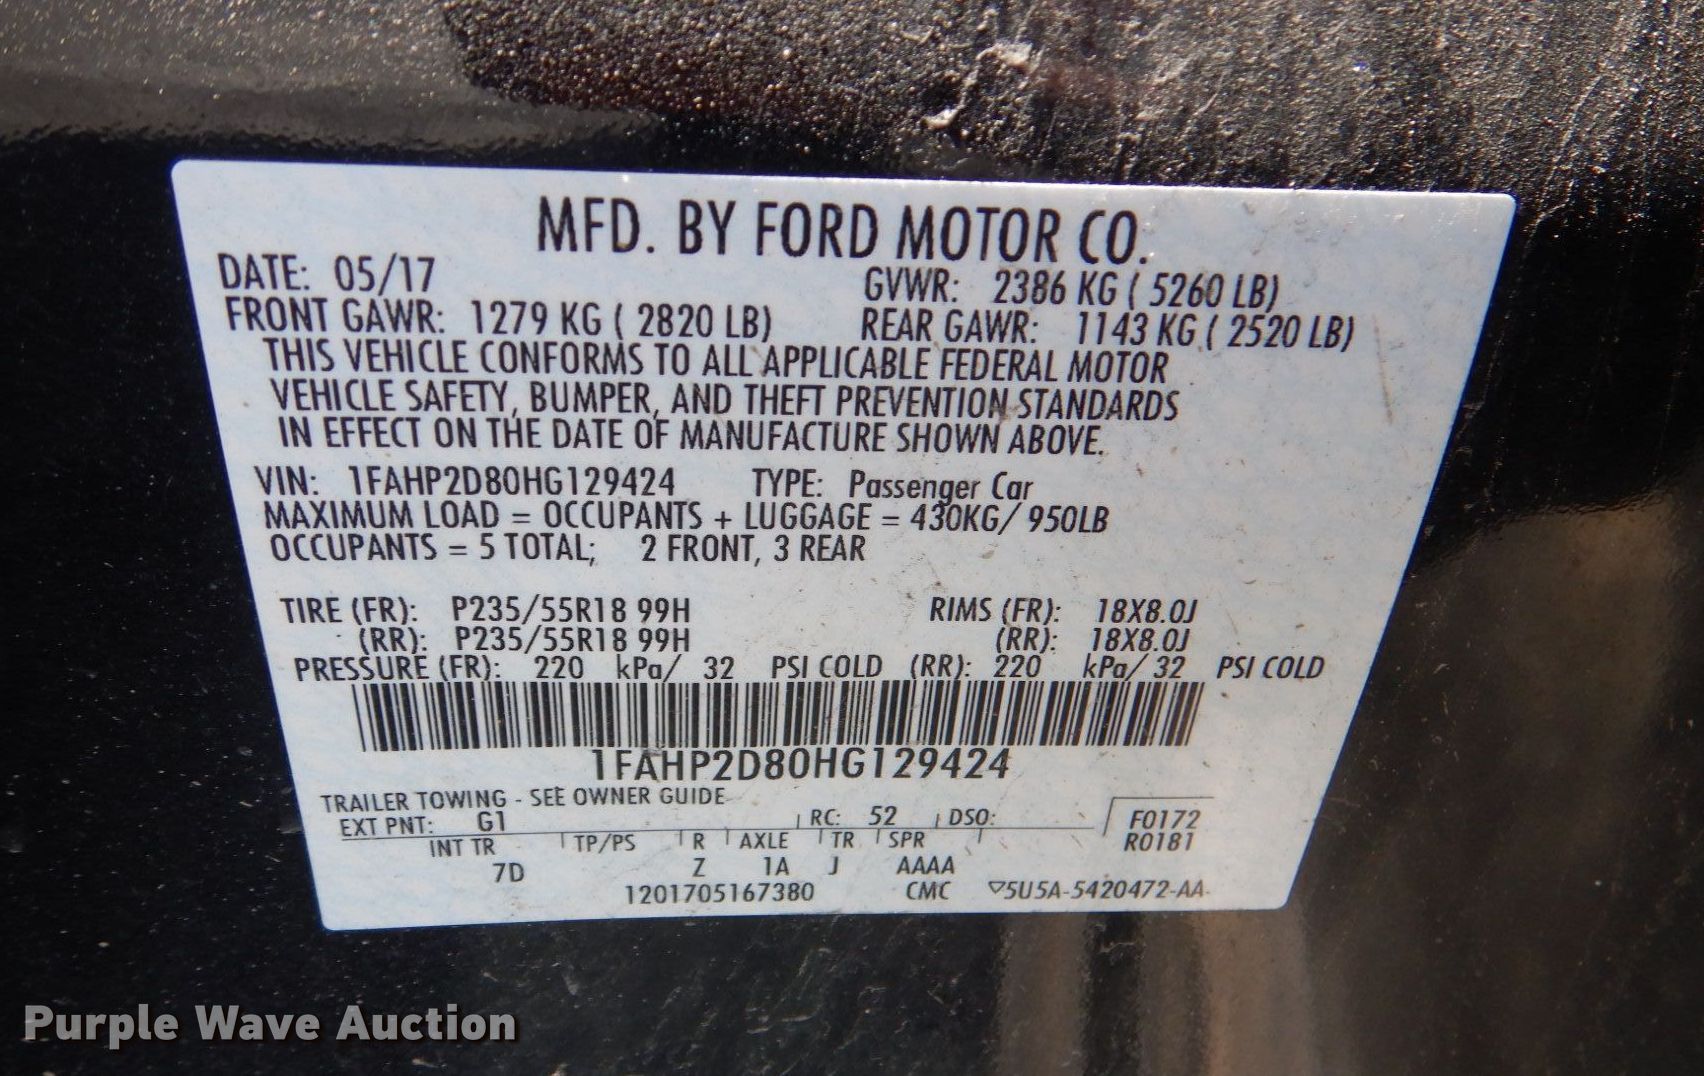 MFD. BY FORD MOTOR CO.
DATE: 05/17 GVWR: 2386 KG ( 5260 LB)
FRONT GAWR: 1279 KG ( 2820 LB) REAR GAWR: 1143 KG ( 2520 LB)
THIS VEHICLE CONFORMS TO ALL APPLICABLE FEDERAL MOTOR
VEHICLE SAFETY, BUMPER, AND THEFT PREVENTION STANDARDS
IN EFFECT ON THE DATE OF MANUFACTURE SHOWN ABOVE.
VIN: 1FAHP2D80HG129424 TYPE: Passenger Car
MAXIMUM LOAD = OCCUPANTS + LUGGAGE = 430KG/ 950LB
OCCUPANTS = 5 TOTAL; 2 FRONT, 3 REAR
TIRE (FR): P235/55R18 99H RIMS (FR): 18X8.0J
(RR): P235/55R18 99H (RR): 18X8.0J
PRESSURE (FR): 220 kPa/ 32 PSI COLD (RR): 220 kPa/ 32 PSI COLD
1FAHP2D80HG129424
TRAILER TOWING - SEE OWNER GUIDE
EXT PNT: G1 RC: 52 DSO: F0172
INT TR TP/PS R AXLE TR SPR R0181
7D Z 1A J AAAA
1201705167380 CMC ▽5U5A-5420472-AA
Purple Wave Auction